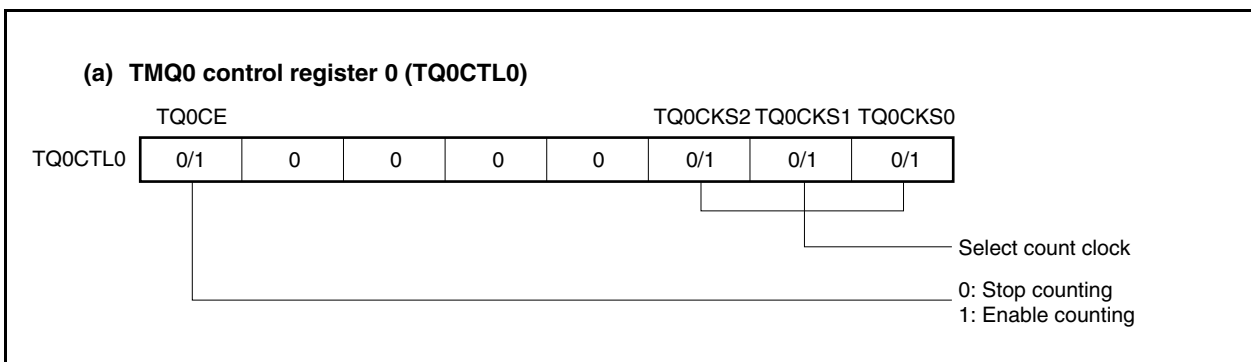 (a) TMQ0 control register 0 (TQ0CTL0)
TQ0CE TQ0CKS2 TQ0CKS1 TQ0CKS0
TQ0CTL0 0/1 0 0 0 0 0/1 0/1 0/1
Select count clock
0: Stop counting
1: Enable counting